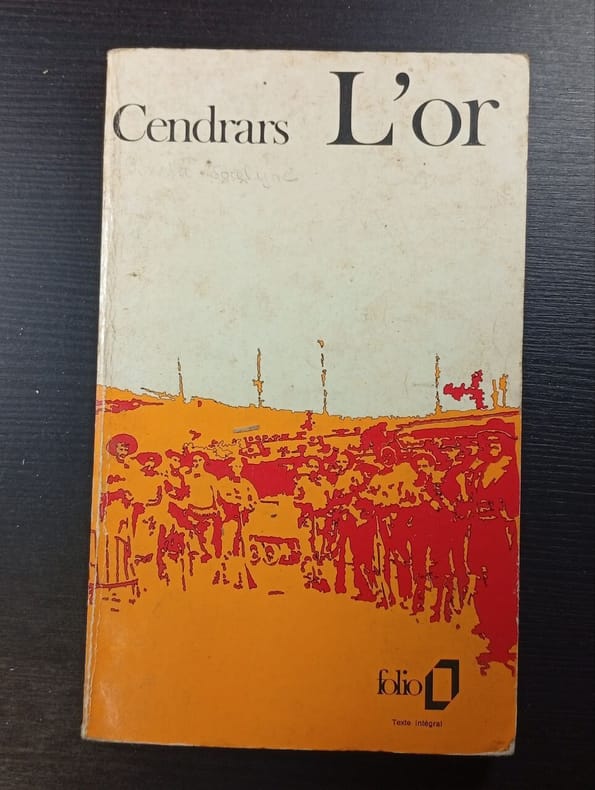 Cendrars L'or
folio
Texte intégral